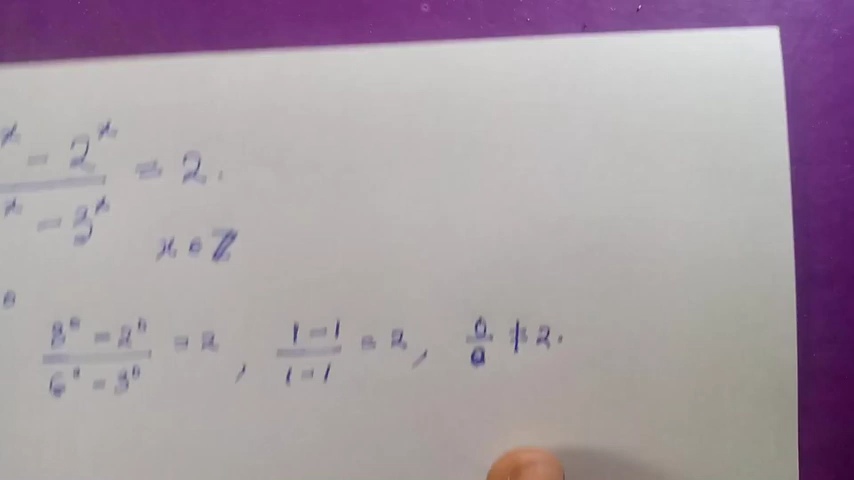 x - 2^x = 2.
x - 3^x
x ∈ ℤ
0
8^0 - 2^0 = 2, 1 - 1 = 2, 0 ≠ 2.
6^0 - 3^0 1 - 1 0